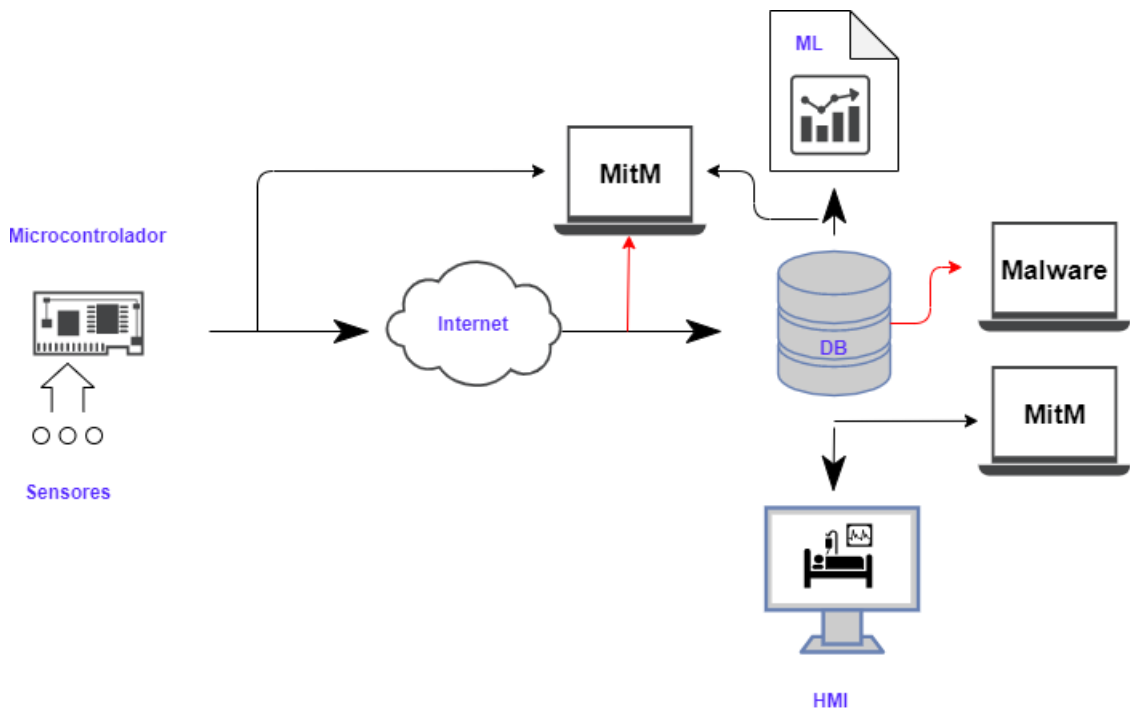 ML
MitM
Microcontrolador
Malware
Internet
DB
MitM
Sensores
HMI